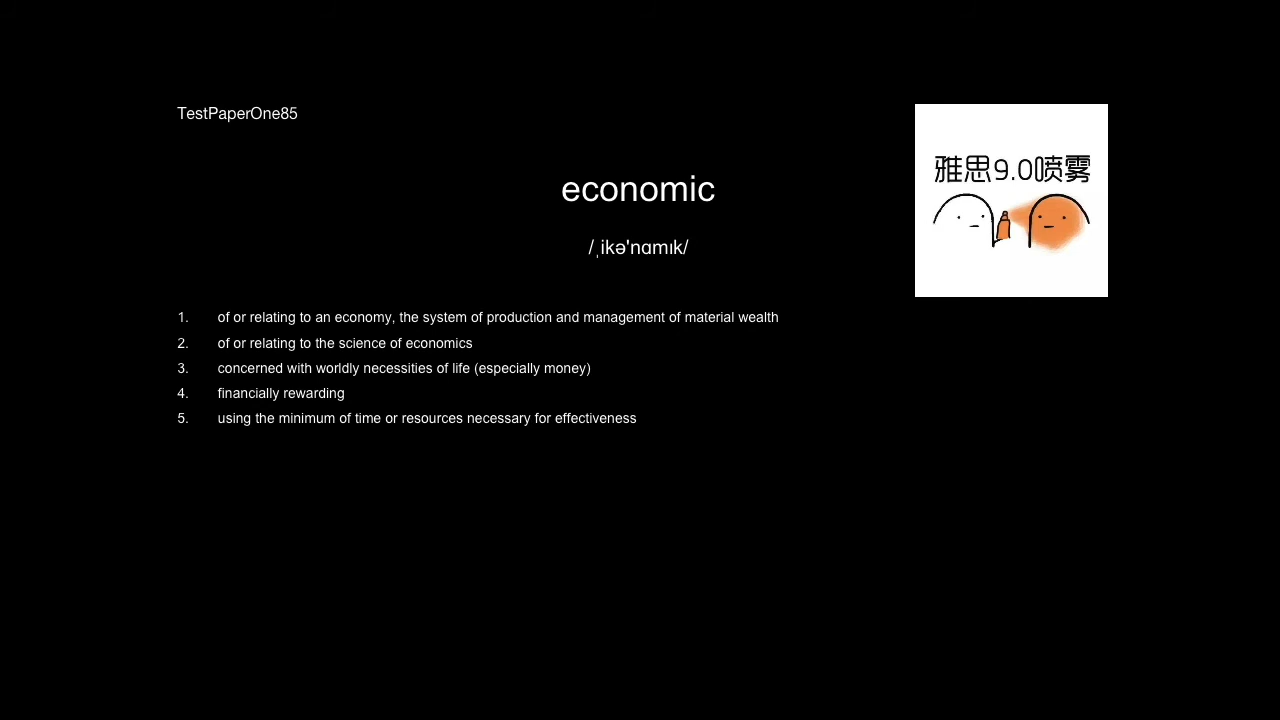 TestPaperOne85
雅思9.0喷雾
economic
/ˌikə'nɑmɪk/
1. of or relating to an economy, the system of production and management of material wealth
2. of or relating to the science of economics
3. concerned with worldly necessities of life (especially money)
4. financially rewarding
5. using the minimum of time or resources necessary for effectiveness